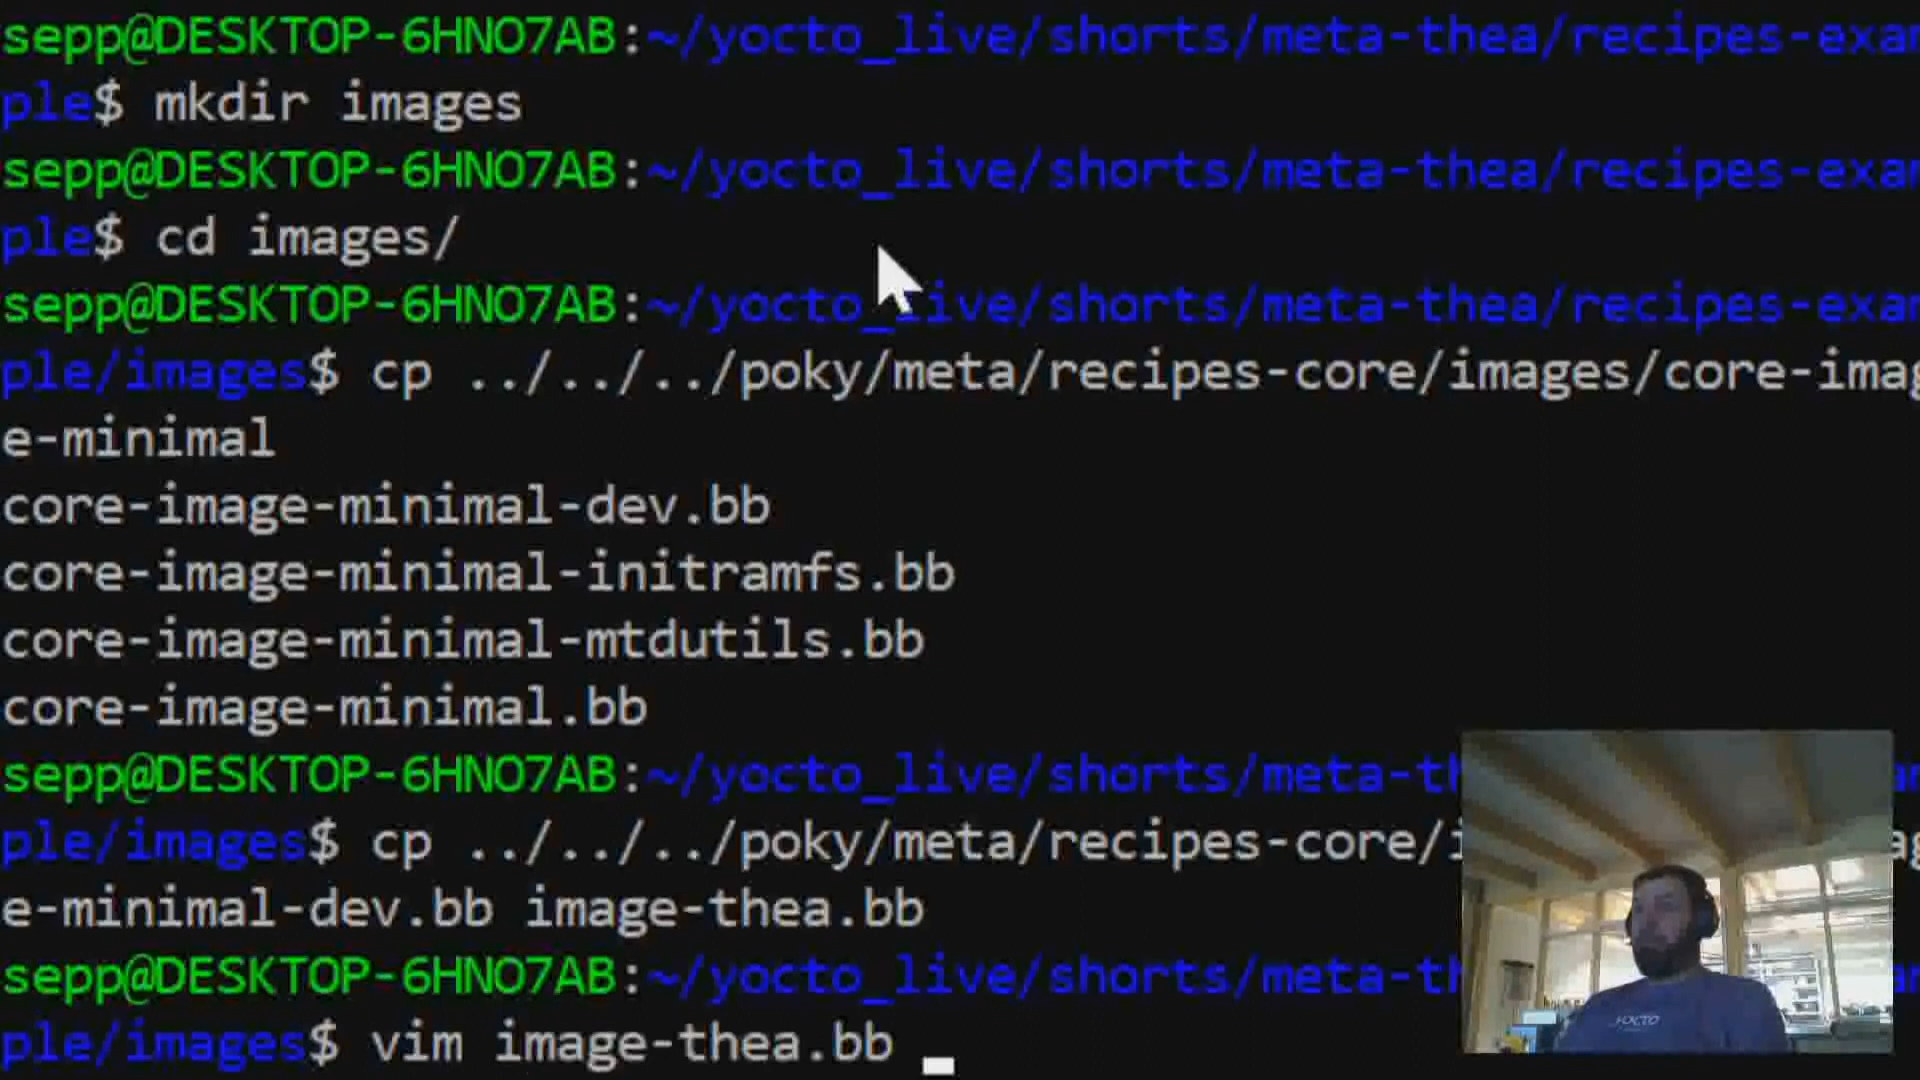 sepp@DESKTOP-6HNO7AB:~/yocto_live/shorts/meta-thea/recipes-exam
ple$ mkdir images
sepp@DESKTOP-6HNO7AB:~/yocto_live/shorts/meta-thea/recipes-exam
ple$ cd images/
sepp@DESKTOP-6HNO7AB:~/yocto_live/shorts/meta-thea/recipes-exam
ple/images$ cp ../../../poky/meta/recipes-core/images/core-imag
e-minimal
core-image-minimal-dev.bb
core-image-minimal-initramfs.bb
core-image-minimal-mtdutils.bb
core-image-minimal.bb
sepp@DESKTOP-6HNO7AB:~/yocto_live/shorts/meta-th
ple/images$ cp ../../../poky/meta/recipes-core/i
e-minimal-dev.bb image-thea.bb
sepp@DESKTOP-6HNO7AB:~/yocto_live/shorts/meta-th
ple/images$ vim image-thea.bb
YOCTO